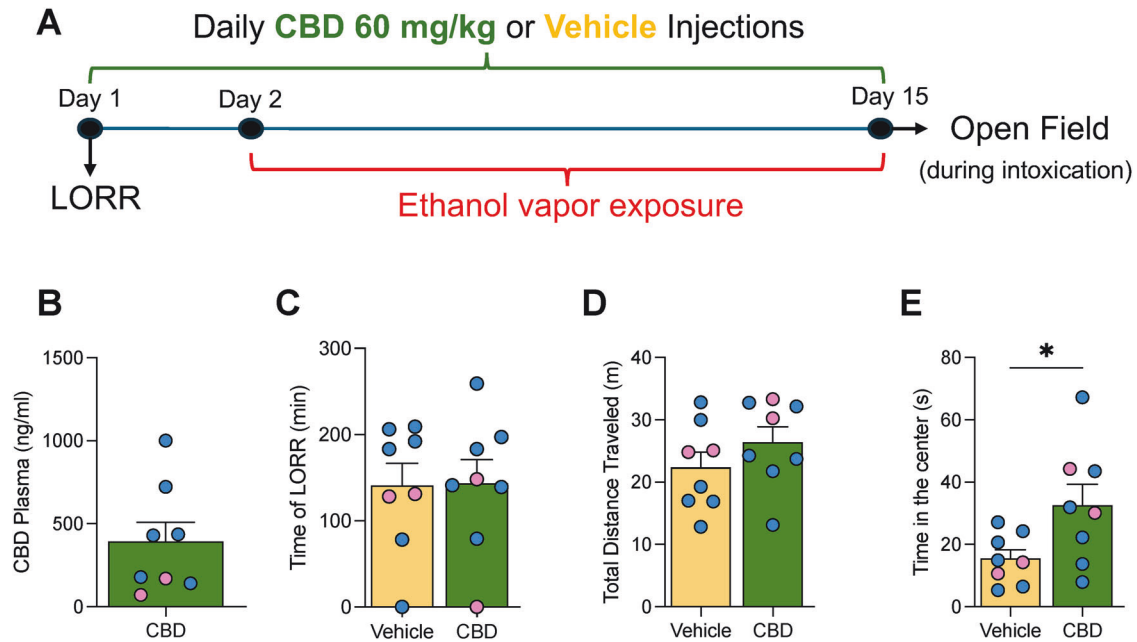 A
Daily CBD 60 mg/kg or Vehicle Injections
Day 1
Day 2
Day 15
LORR
Open Field
(during intoxication)
Ethanol vapor exposure
B
CBD Plasma (ng/ml)
1500
1000
500
0
CBD
C
Time of LORR (min)
300
200
100
0
Vehicle
CBD
D
Total Distance Traveled (m)
40
30
20
10
0
Vehicle
CBD
E
Time in the center (s)
80
60
40
20
0
*
Vehicle
CBD